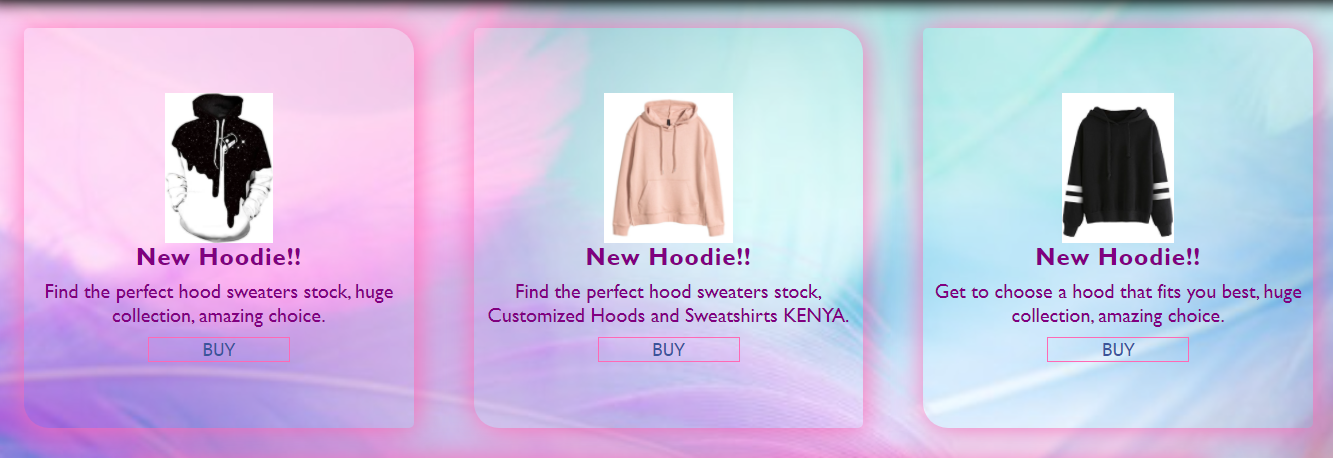 New Hoodie!!
Find the perfect hood sweaters stock, huge
collection, amazing choice.
BUY
New Hoodie!!
Find the perfect hood sweaters stock,
Customized Hoods and Sweatshirts KENYA.
BUY
New Hoodie!!
Get to choose a hood that fits you best, huge
collection, amazing choice.
BUY